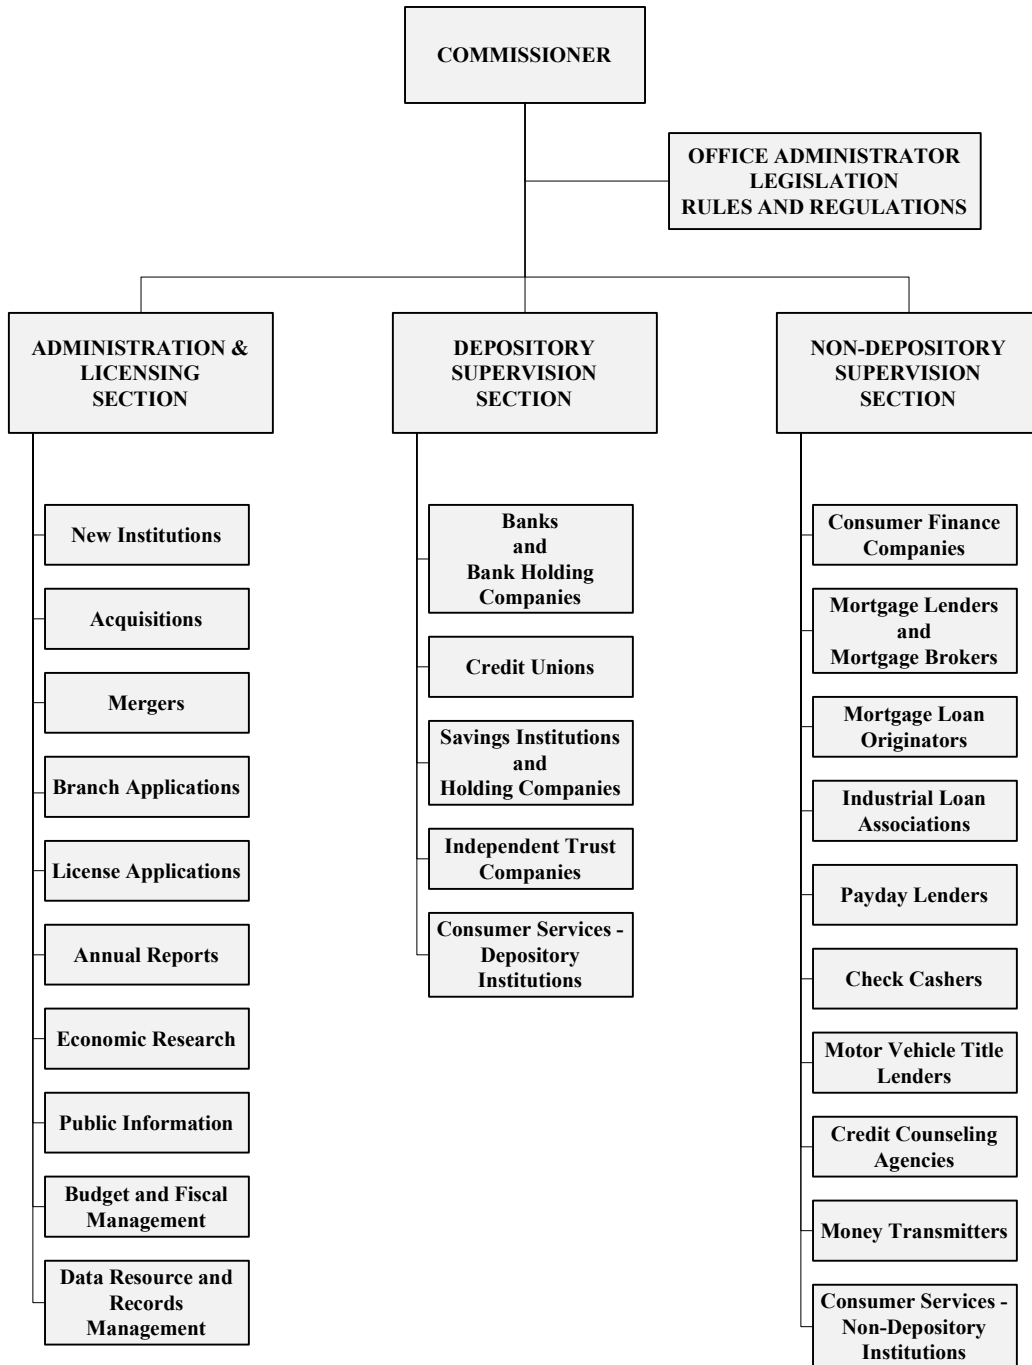 COMMISSIONER
OFFICE ADMINISTRATOR
LEGISLATION
RULES AND REGULATIONS
ADMINISTRATION &
LICENSING
SECTION
New Institutions
Acquisitions
Mergers
Branch Applications
License Applications
Annual Reports
Economic Research
Public Information
Budget and Fiscal
Management
Data Resource and
Records
Management
DEPOSITORY
SUPERVISION
SECTION
Banks
and
Bank Holding
Companies
Credit Unions
Savings Institutions
and
Holding Companies
Independent Trust
Companies
Consumer Services -
Depository
Institutions
NON-DEPOSITORY
SUPERVISION
SECTION
Consumer Finance
Companies
Mortgage Lenders
and
Mortgage Brokers
Mortgage Loan
Originators
Industrial Loan
Associations
Payday Lenders
Check Cashers
Motor Vehicle Title
Lenders
Credit Counseling
Agencies
Money Transmitters
Consumer Services -
Non-Depository
Institutions